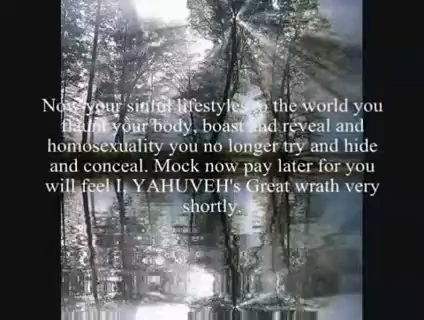 Now your sinful lifestyles to the world you
flaunt your body, boast and reveal and
homosexuality you no longer try and hide
and conceal. Mock now pay later for you
will feel I, YAHUVEH's Great wrath very
shortly.